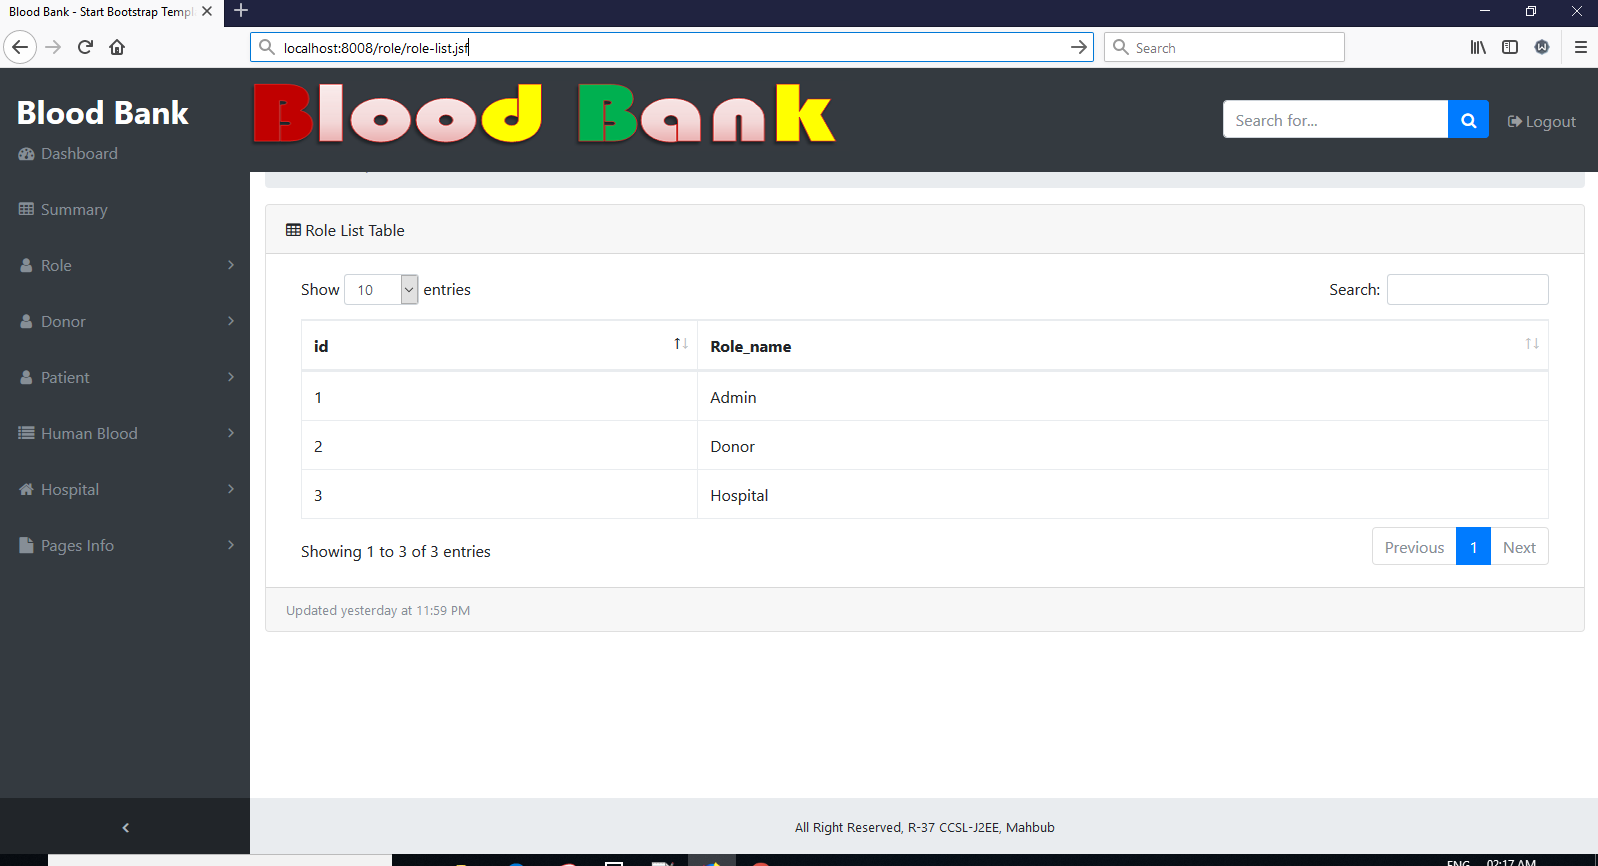 Blood Bank - Start Bootstrap Templ
localhost:8008/role/role-list.jsf
Search
Blood Bank
Blood Bank
Search for...
Logout
Dashboard
Summary
Role
Donor
Patient
Human Blood
Hospital
Pages Info
Role List Table
Show 10 entries
Search:
id Role_name
1 Admin
2 Donor
3 Hospital
Showing 1 to 3 of 3 entries
Previous 1 Next
Updated yesterday at 11:59 PM
All Right Reserved, R-37 CCSL-J2EE, Mahbub
ENG 02:17 AM